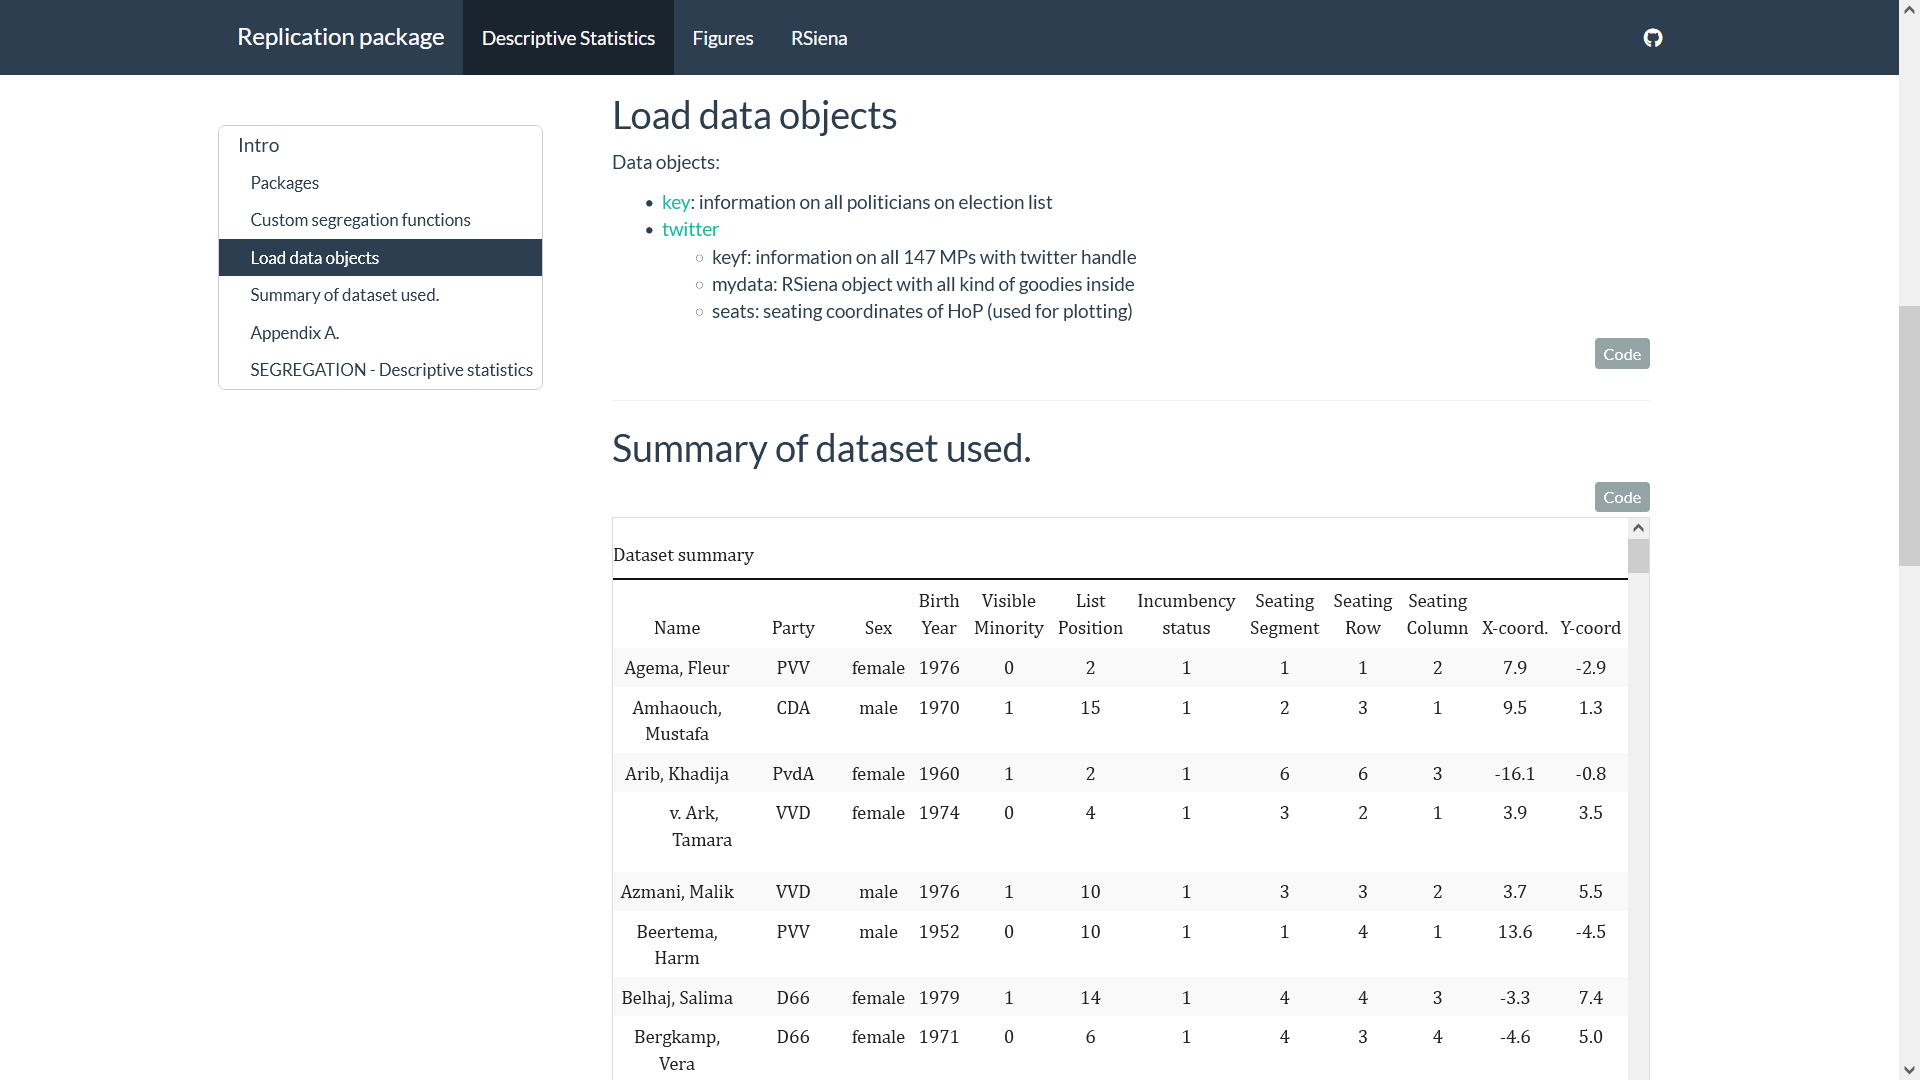 Replication package Descriptive Statistics Figures RSiena
Intro
Packages
Custom segregation functions
Load data objects
Summary of dataset used.
Appendix A.
SEGREGATION - Descriptive statistics
Load data objects
Data objects:
key: information on all politicians on election list
twitter
keyf: information on all 147 MPs with twitter handle
mydata: RSiena object with all kind of goodies inside
seats: seating coordinates of HoP (used for plotting)
Code
Summary of dataset used.
Code
Dataset summary
Birth Visible List Incumbency Seating Seating Seating
Name Party Sex Year Minority Position status Segment Row Column X-coord. Y-coord
Agema, Fleur PVV female 1976 0 2 1 1 1 2 7.9 -2.9
Amhaouch, CDA male 1970 1 15 1 2 3 1 9.5 1.3
Mustafa
Arib, Khadija PvdA female 1960 1 2 1 6 6 3 -16.1 -0.8
v. Ark, VVD female 1974 0 4 1 3 2 1 3.9 3.5
Tamara
Azmani, Malik VVD male 1976 1 10 1 3 3 2 3.7 5.5
Beertema, PVV male 1952 0 10 1 1 4 1 13.6 -4.5
Harm
Belhaj, Salima D66 female 1979 1 14 1 4 4 3 -3.3 7.4
Bergkamp, D66 female 1971 0 6 1 4 3 4 -4.6 5.0
Vera